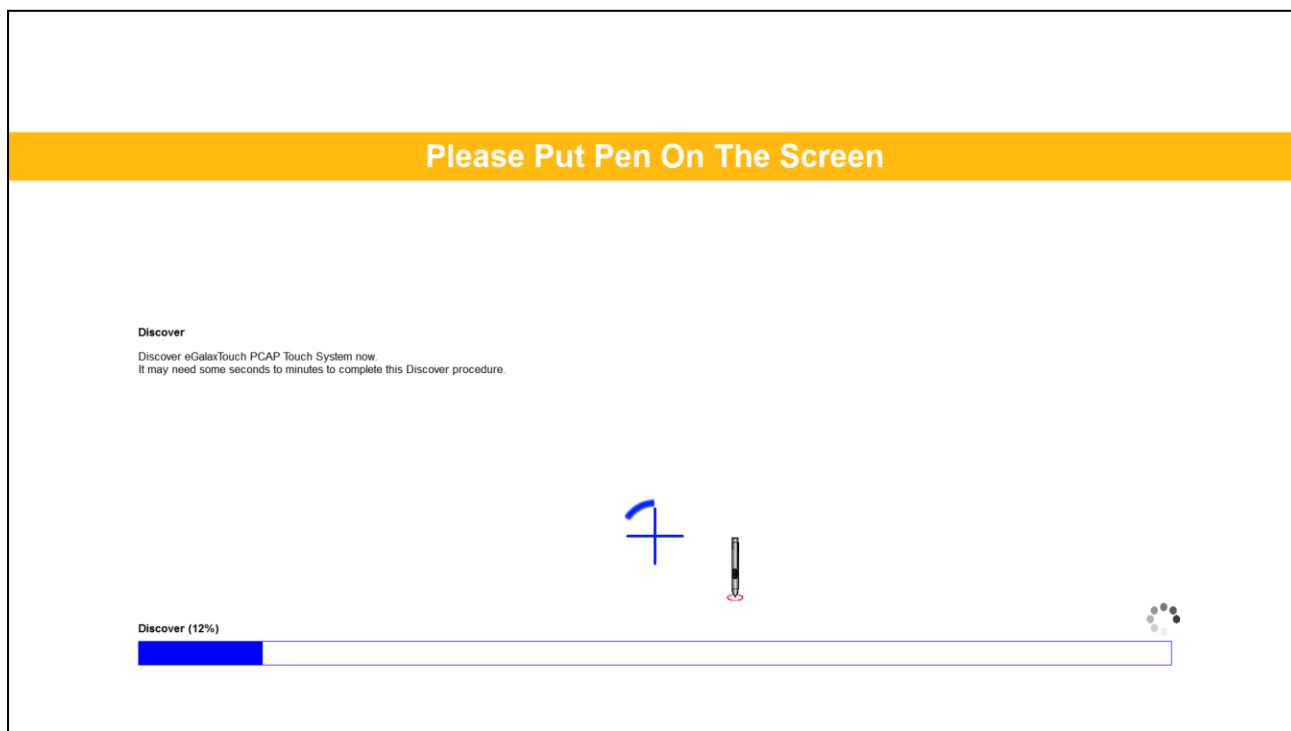 Please Put Pen On The Screen
Discover
Discover eGalaxTouch PCAP Touch System now.
It may need some seconds to minutes to complete this Discover procedure.
Discover (12%)